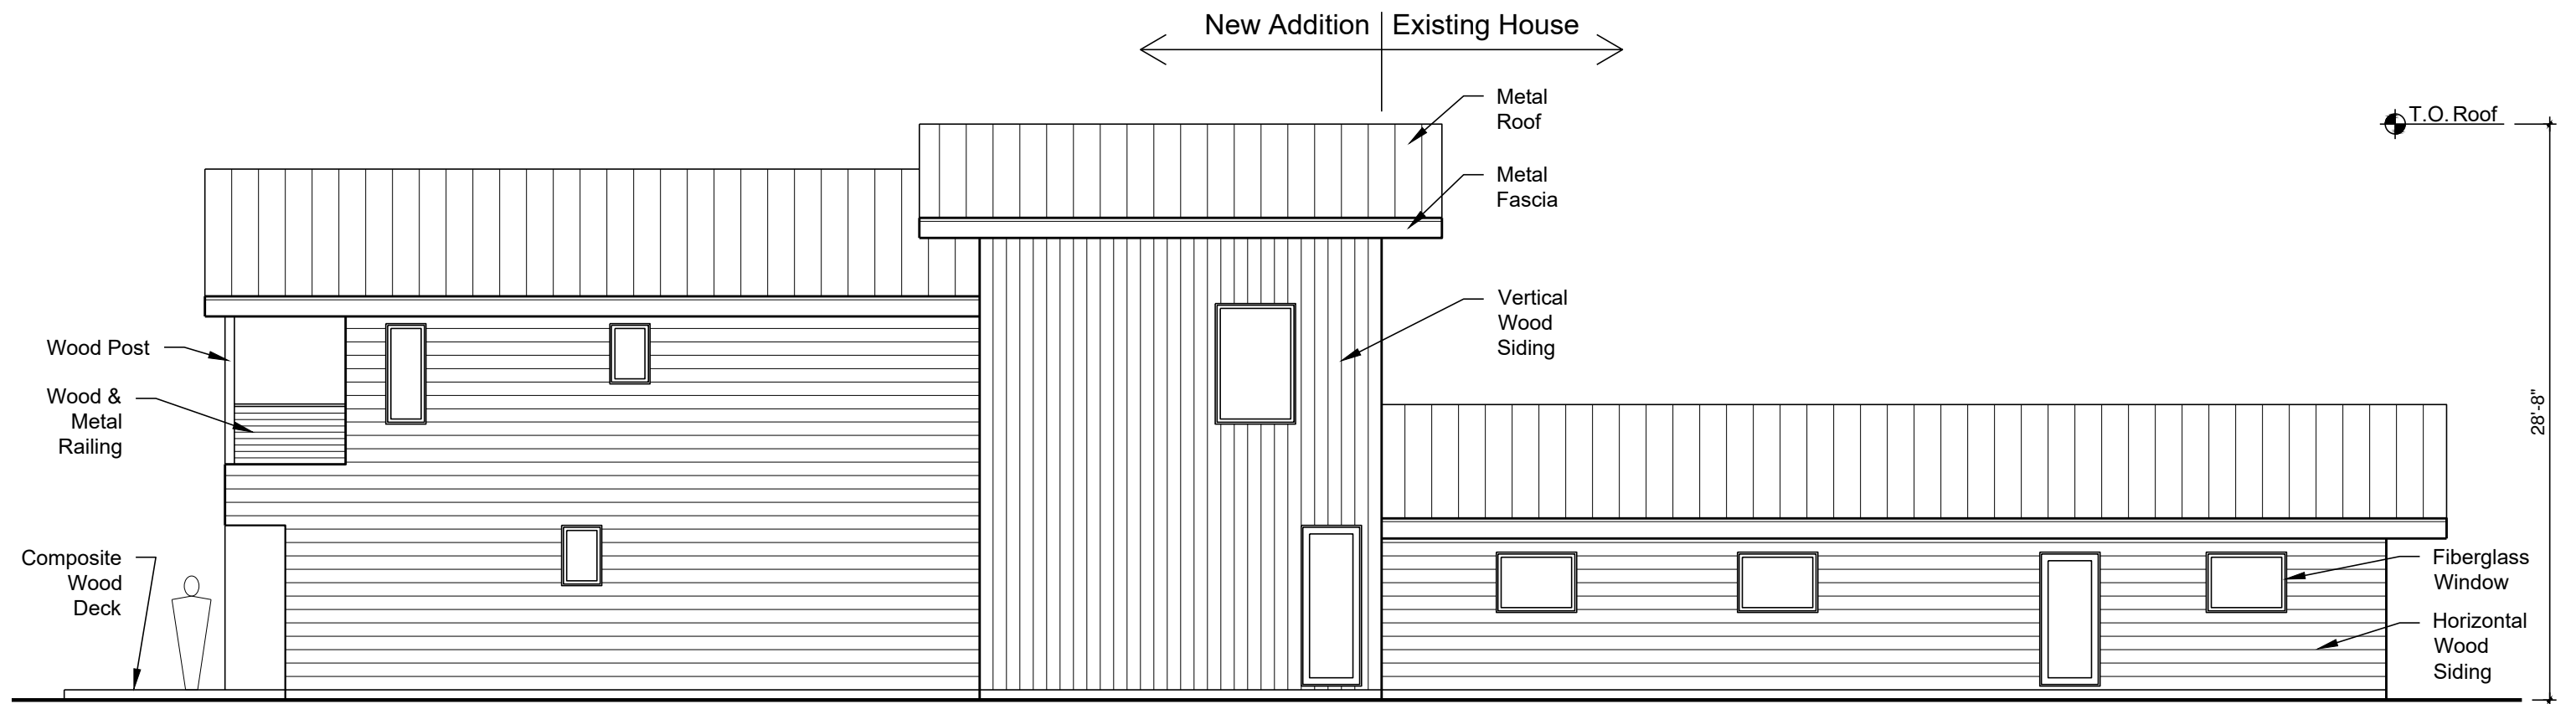 New Addition
Existing House
Metal
Roof
T.O. Roof
Metal
Fascia
Vertical
Wood
Siding
Wood Post
Wood &
Metal
Railing
28'-8"
Composite
Wood
Deck
Fiberglass
Window
Horizontal
Wood
Siding